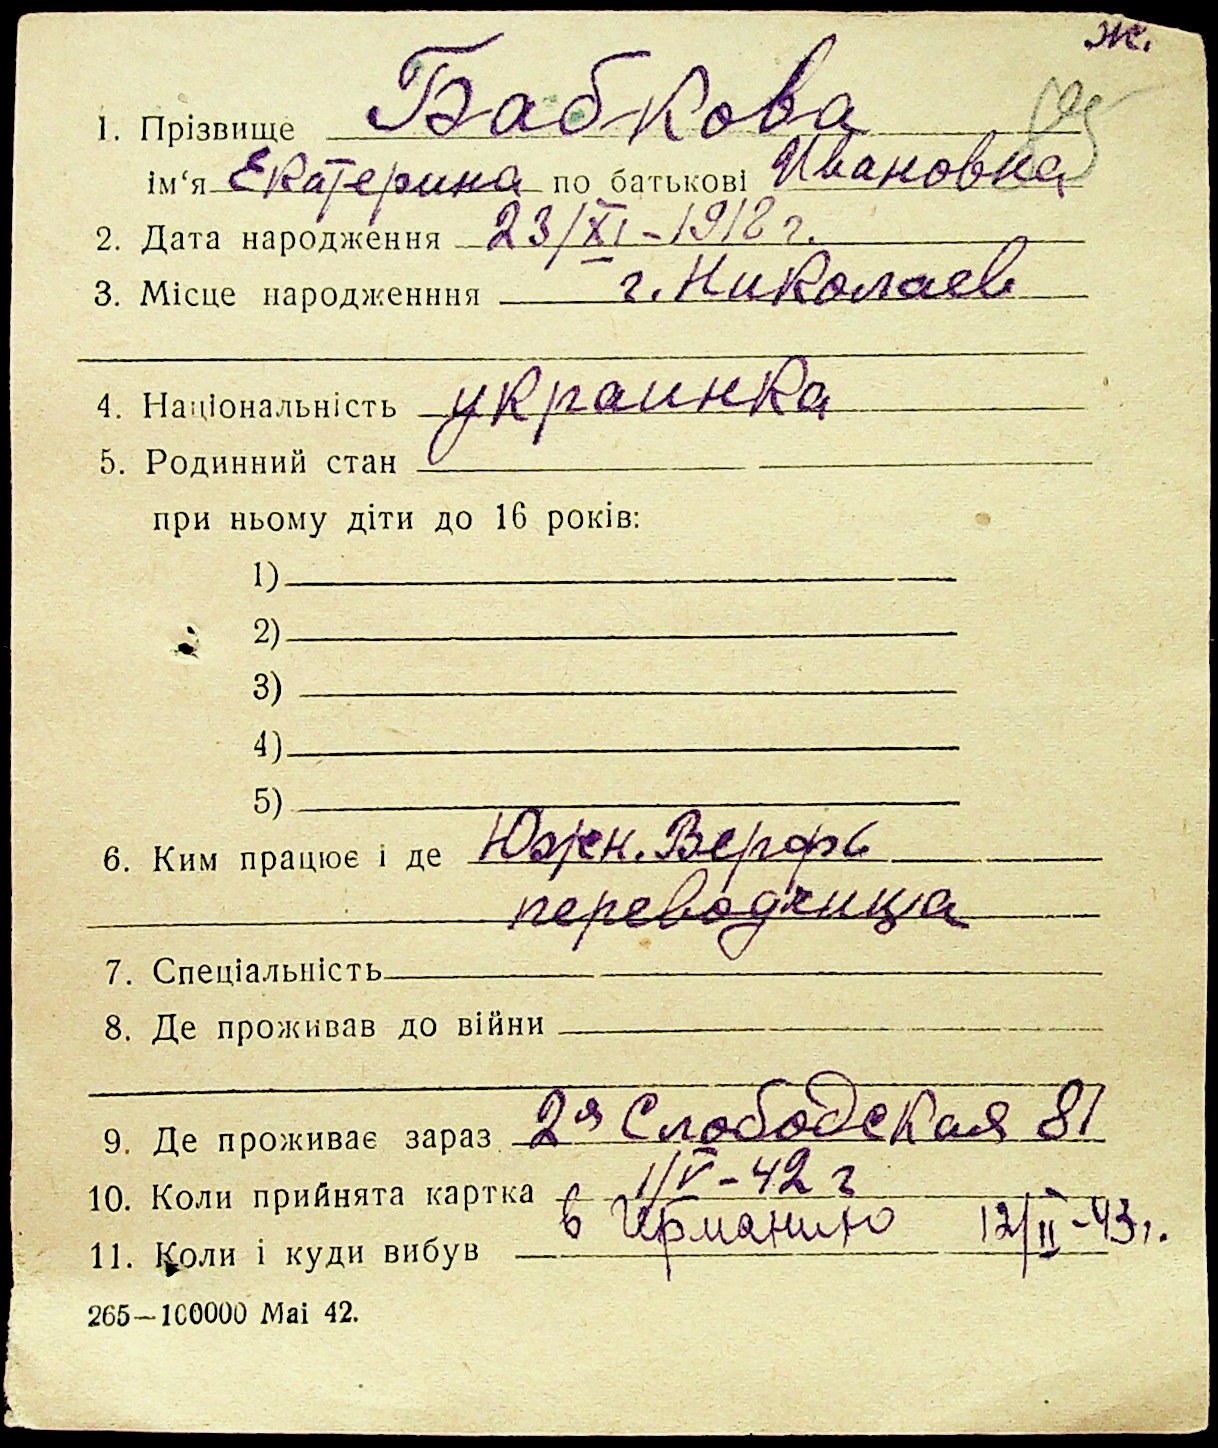 ж.
1. Прізвище Бабкова
ім‘я Екатерина по батькові Ивановна
2. Дата народження 23/XI - 1918 г.
3. Місце народженння г. Николаев
4. Національність украинка
5. Родинний стан
при ньому діти до 16 років:
1)
2)
3)
4)
5)
6. Ким працює і де Южн. Верфь
переводчица
7. Спеціальність
8. Де проживав до війни
9. Де проживає зараз 2я Слободская 81
10. Коли прийнята картка 1/V - 42 г
11. Коли і куди вибув в Германию 12/II - 43 г.
265—100000 Mai 42.